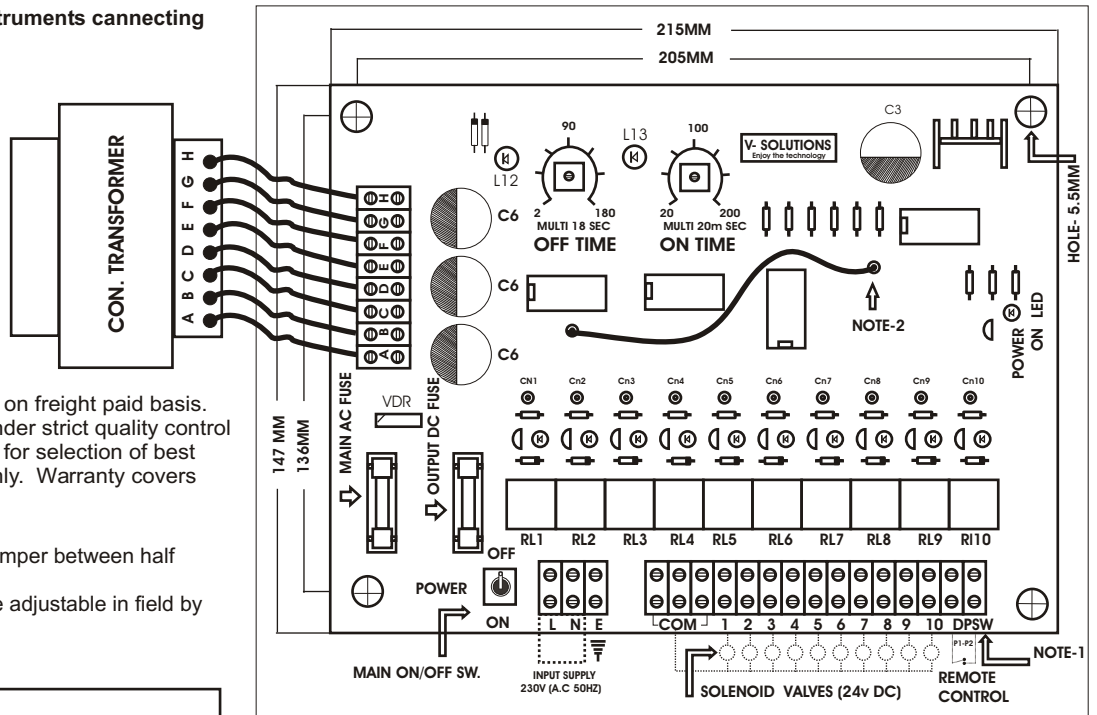 truments cannecting
215MM
205MM
CON. TRANSFORMER
H
G
F
E
D
C
B
A
H
G
F
E
D
C
B
A
L12
90
2 180
MULTI 18 SEC
OFF TIME
L13
100
20 200
MULTI 20m SEC
ON TIME
V- SOLUTIONS
Enjoy the technology
C3
HOLE- 5.5MM
C6
C6
C6
NOTE-2
POWER
ON LED
on freight paid basis.
nder strict quality control
for selection of best
nly. Warranty covers
147 MM
136MM
MAIN AC FUSE
VDR
OUTPUT DC FUSE
CN1 Cn2 Cn3 Cn4 Cn5 Cn6 Cn7 Cn8 Cn9 Cn10
RL1 RL2 RL3 RL4 RL5 RL6 RL7 RL8 RL9 Rl10
umper between half
e adjustable in field by
OFF
POWER
ON
MAIN ON/OFF SW.
L N E
INPUT SUPPLY
230V (A.C 50HZ)
COM 1 2 3 4 5 6 7 8 9 10 DPSW
P1-P2
NOTE-1
REMOTE
CONTROL
SOLENOID VALVES (24v DC)